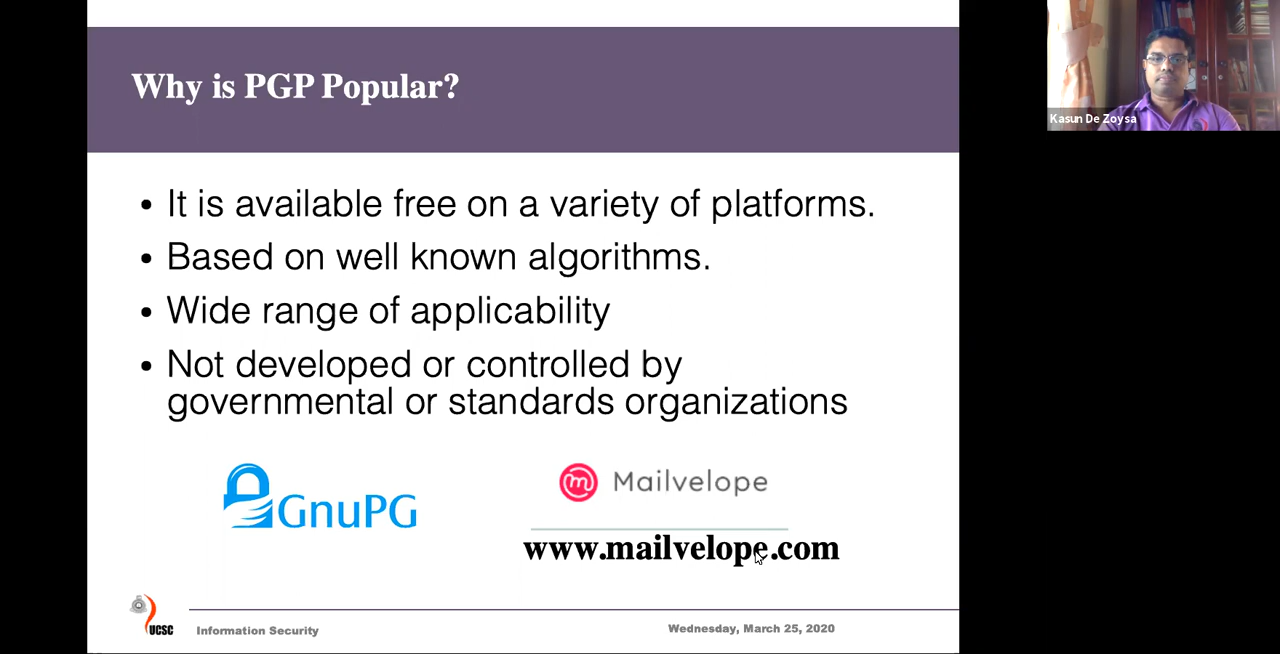 Why is PGP Popular?
Kasun De Zoysa
• It is available free on a variety of platforms.
• Based on well known algorithms.
• Wide range of applicability
• Not developed or controlled by
governmental or standards organizations
GnuPG
m Mailvelope
www.mailvelope.com
UCSC
Information Security
Wednesday, March 25, 2020